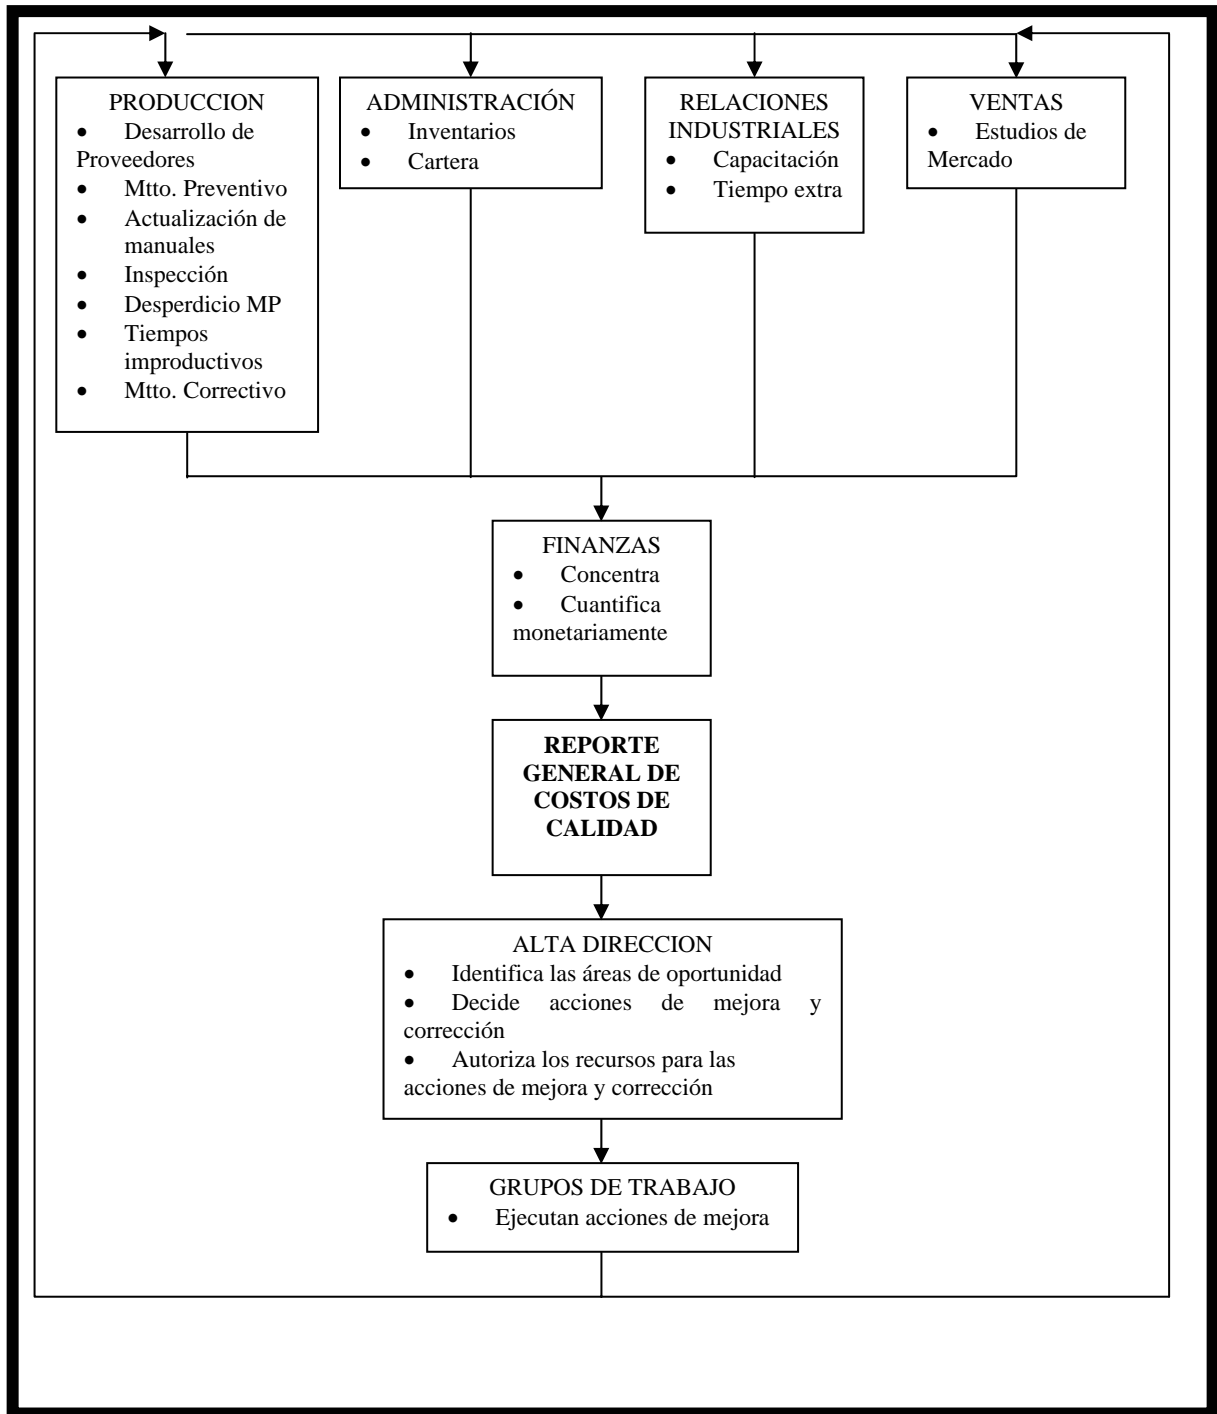 PRODUCCION
• Desarrollo de
Proveedores
• Mtto. Preventivo
• Actualización de
manuales
• Inspección
• Desperdicio MP
• Tiempos
improductivos
• Mtto. Correctivo
ADMINISTRACIÓN
• Inventarios
• Cartera
RELACIONES
INDUSTRIALES
• Capacitación
• Tiempo extra
VENTAS
• Estudios de
Mercado
FINANZAS
• Concentra
• Cuantifica
monetariamente
REPORTE
GENERAL DE
COSTOS DE
CALIDAD
ALTA DIRECCION
• Identifica las áreas de oportunidad
• Decide acciones de mejora y
corrección
• Autoriza los recursos para las
acciones de mejora y corrección
GRUPOS DE TRABAJO
• Ejecutan acciones de mejora